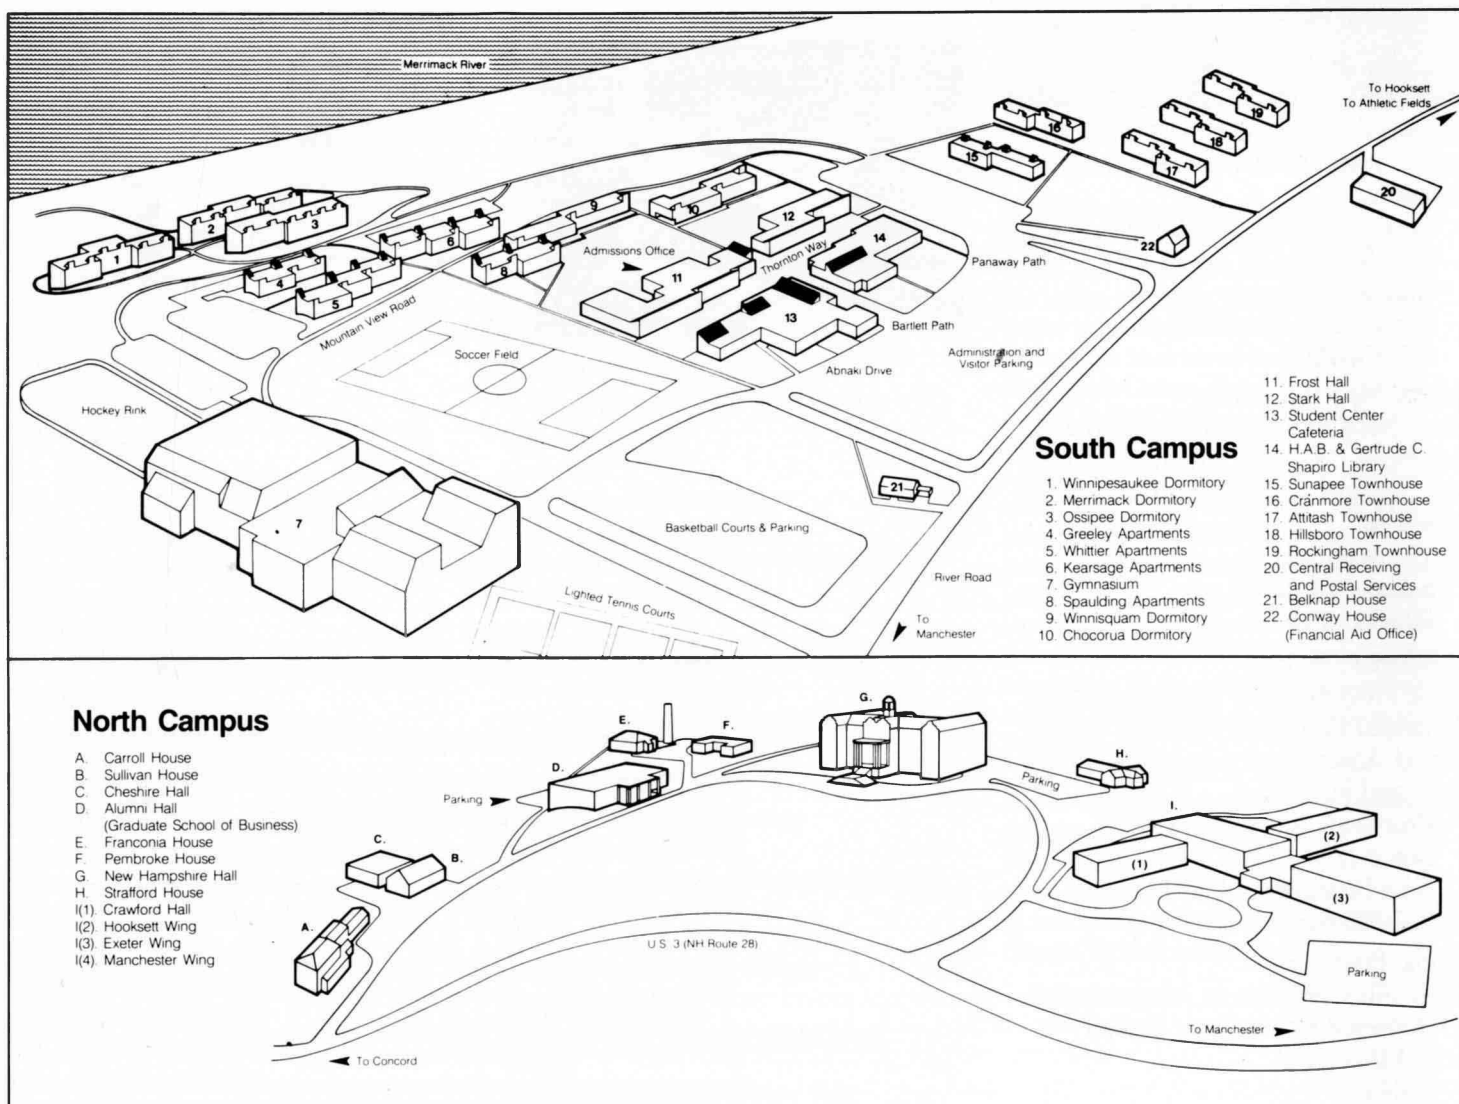 Merrimack River
To Hooksett
To Athletic Fields
19
16
18
15
17
20
2
3
9
10
12
6
1
Admissions Office
14
22
8
Thornton Way
Panaway Path
4
11
5
13
Mountain View Road
Bartlett Path
Soccer Field
Administration and
Visitor Parking
Abnaki Drive
Hockey Rink
21
7
Basketball Courts & Parking
River Road
Lighted Tennis Courts
To
Manchester
South Campus
1. Winnipesaukee Dormitory
2. Merrimack Dormitory
3. Ossipee Dormitory
4. Greeley Apartments
5. Whittier Apartments
6. Kearsage Apartments
7. Gymnasium
8. Spaulding Apartments
9. Winnisquam Dormitory
10. Chocorua Dormitory
11. Frost Hall
12. Stark Hall
13. Student Center
Cafeteria
14. H.A.B. & Gertrude C.
Shapiro Library
15. Sunapee Townhouse
16. Cranmore Townhouse
17. Attitash Townhouse
18. Hillsboro Townhouse
19. Rockingham Townhouse
20. Central Receiving
and Postal Services
21. Belknap House
22. Conway House
(Financial Aid Office)
North Campus
A. Carroll House
B. Sullivan House
C. Cheshire Hall
D. Alumni Hall
(Graduate School of Business)
E. Franconia House
F. Pembroke House
G. New Hampshire Hall
H. Strafford House
I(1). Crawford Hall
I(2). Hooksett Wing
I(3). Exeter Wing
I(4). Manchester Wing
G.
E.
F.
H.
D.
Parking
Parking
I.
(2)
C.
B.
(1)
(3)
A.
U.S. 3 (NH Route 28)
Parking
To Manchester
To Concord